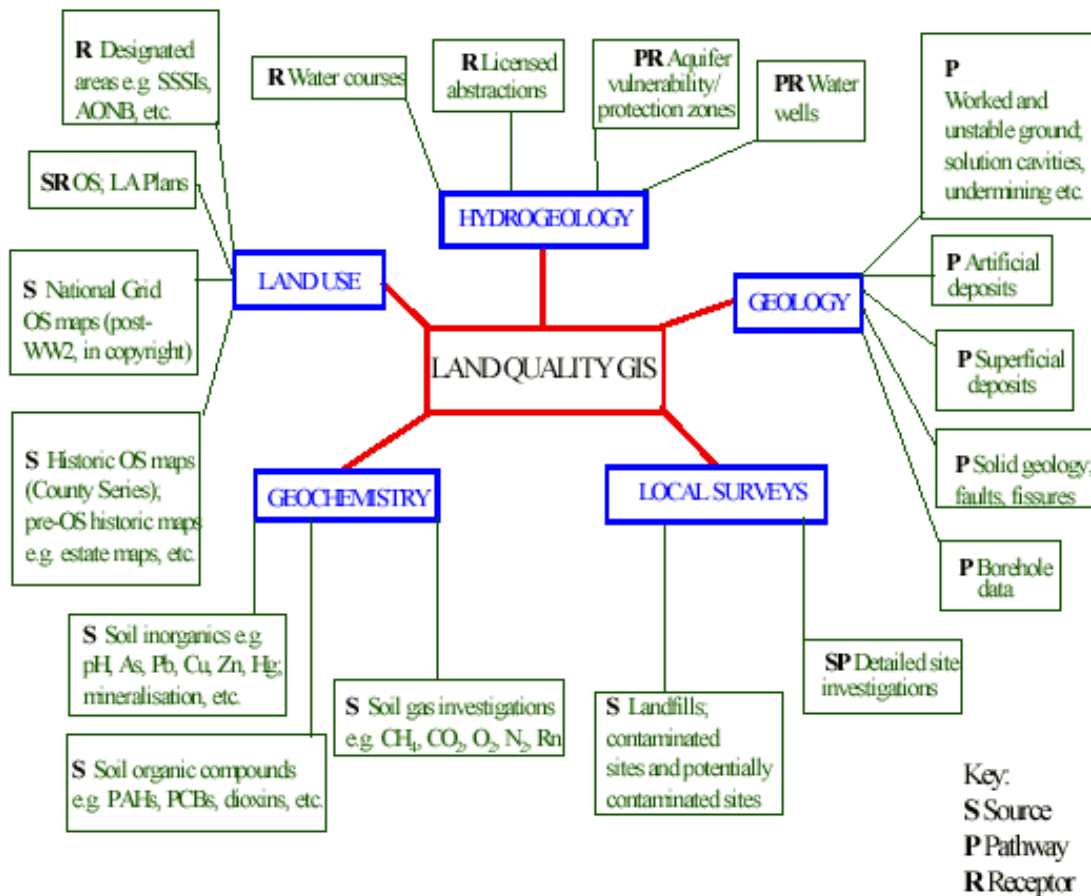 R Designated
areas e.g. SSSIs,
AONB, etc.
R Water courses
R Licensed
abstractions
PR Aquifer
vulnerability/
protection zones
PR Water
wells
P
Worked and
unstable ground;
solution cavities,
undermining etc.
SR OS; LA Plans
HYDROGEOLOGY
LAND USE
GEOLOGY
P Artificial
deposits
S National Grid
OS maps (post-
WW2, in copyright)
LAND QUALITY GIS
P Superficial
deposits
S Historic OS maps
(County Series);
pre-OS historic maps
e.g. estate maps, etc.
GEOCHEMISTRY
LOCAL SURVEYS
P Solid geology;
faults, fissures
P Borehole
data
S Soil inorganics e.g
pH, As, Pb, Cu, Zn, Hg;
mineralisation, etc.
S Soil gas investigations
e.g. CH₄, CO₂, O₂, N₂, Rn
S Landfills;
contaminated
sites and potentially
contaminated sites
SP Detailed site
investigations
S Soil organic compounds
e.g. PAHs, PCBs, dioxins, etc.
Key:
S Source
P Pathway
R Receptor